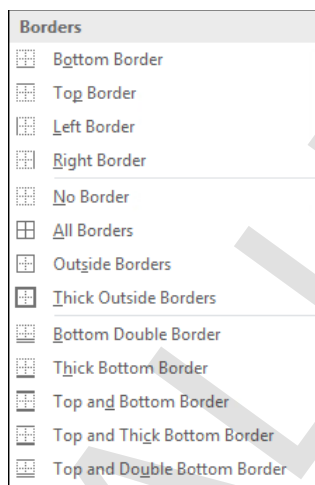 Borders
Bottom Border
Top Border
Left Border
Right Border
No Border
All Borders
Outside Borders
Thick Outside Borders
Bottom Double Border
Thick Bottom Border
Top and Bottom Border
Top and Thick Bottom Border
Top and Double Bottom Border